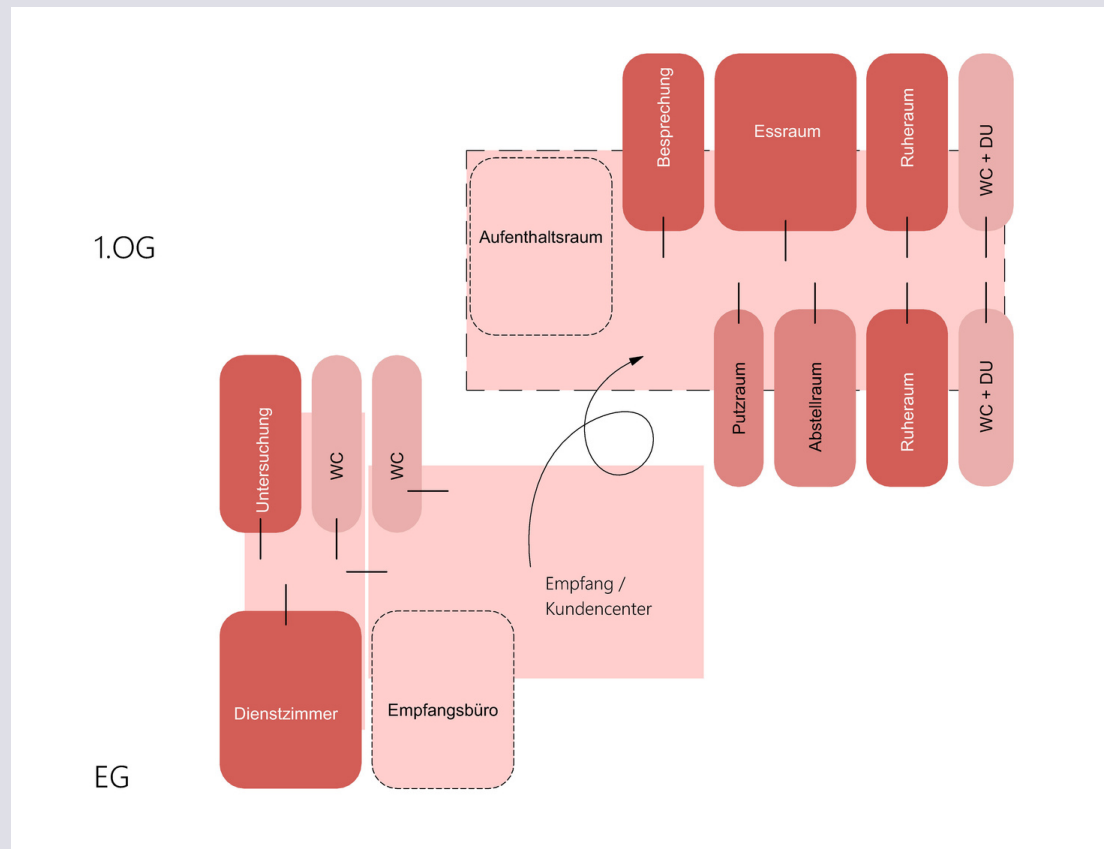 1.OG
Besprechung
Essraum
Ruheraum
WC + DU
Aufenthaltsraum
Putzraum
Abstellraum
Ruheraum
WC + DU
Untersuchung
WC
WC
Empfang /
Kundencenter
Dienstzimmer
Empfangsbüro
EG